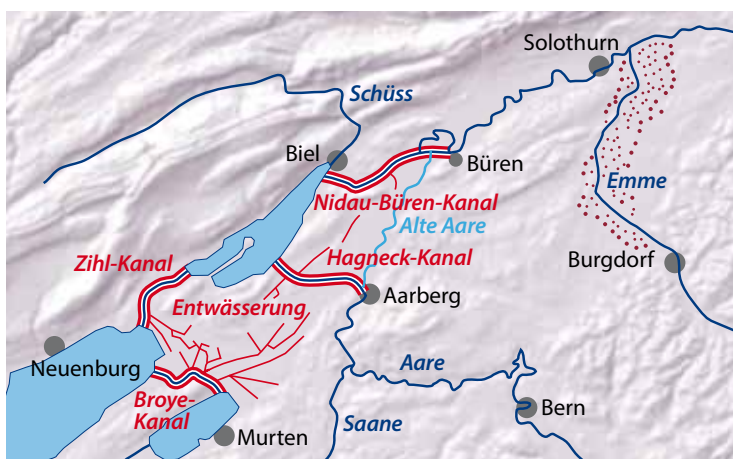 Solothurn
Schüss
Biel
Büren
Emme
Nidau-Büren-Kanal
Alte Aare
Zihl-Kanal
Hagneck-Kanal
Burgdorf
Entwässerung
Aarberg
Neuenburg
Aare
Broye-
Kanal
Bern
Saane
Murten